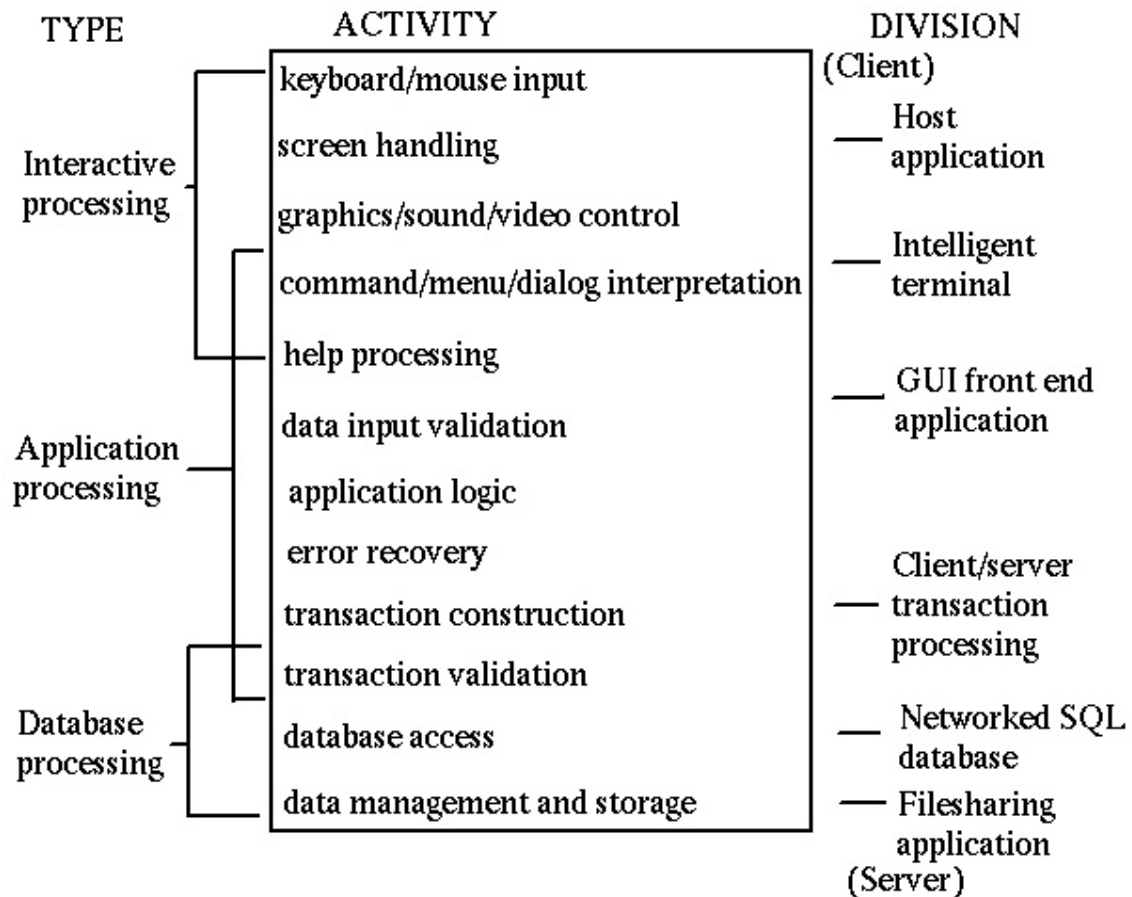 TYPE
ACTIVITY
DIVISION
(Client)
Interactive
processing
Application
processing
Database
processing
keyboard/mouse input
screen handling
graphics/sound/video control
command/menu/dialog interpretation
help processing
data input validation
application logic
error recovery
transaction construction
transaction validation
database access
data management and storage
Host
application
Intelligent
terminal
GUI front end
application
Client/server
transaction
processing
Networked SQL
database
Filesharing
application
(Server)